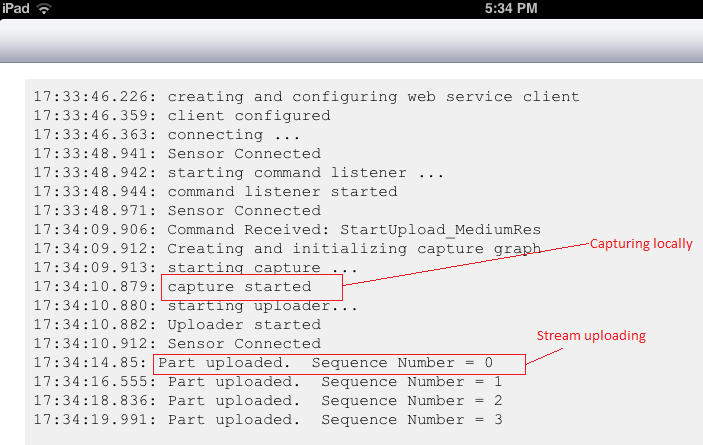 iPad 5:34 PM
17:33:46.226: creating and configuring web service client
17:33:46.359: client configured
17:33:46.363: connecting ...
17:33:48.941: Sensor Connected
17:33:48.942: starting command listener ...
17:33:48.944: command listener started
17:33:48.971: Sensor Connected
17:34:09.906: Command Received: StartUpload_MediumRes
17:34:09.912: Creating and initializing capture graph
Capturing locally
17:34:09.913: starting capture ...
17:34:10.879: capture started
17:34:10.880: starting uploader...
17:34:10.882: Uploader started
17:34:10.912: Sensor Connected
Stream uploading
17:34:14.85: Part uploaded.  Sequence Number = 0
17:34:16.555: Part uploaded.  Sequence Number = 1
17:34:18.836: Part uploaded.  Sequence Number = 2
17:34:19.991: Part uploaded.  Sequence Number = 3